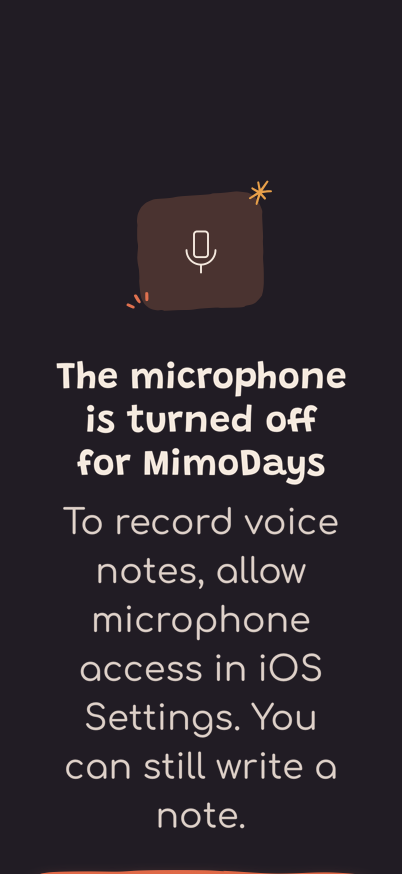 The microphone
is turned off
for MimoDays
To record voice
notes, allow
microphone
access in iOS
Settings. You
can still write a
note.